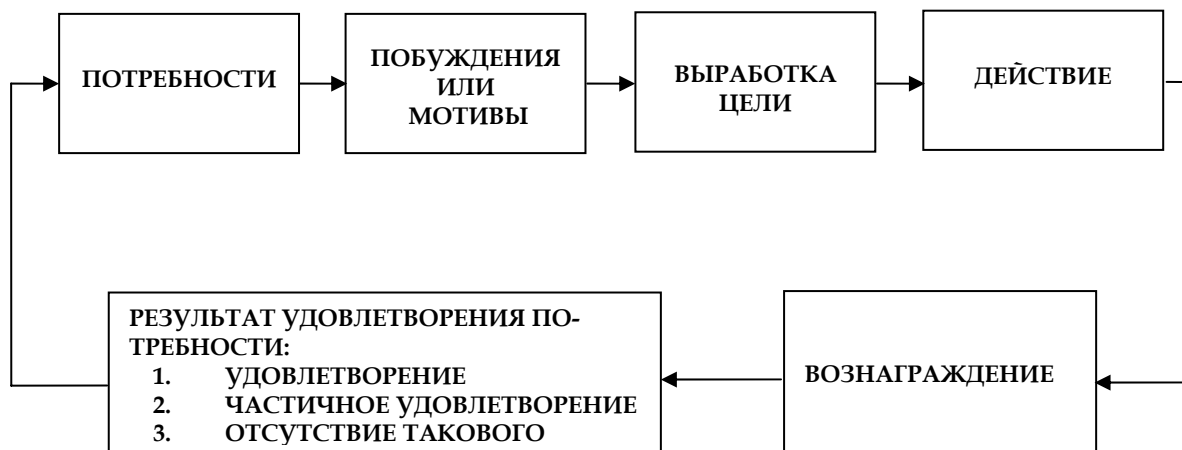 ПОТРЕБНОСТИ
ПОБУЖДЕНИЯ
ИЛИ
МОТИВЫ
ВЫРАБОТКА
ЦЕЛИ
ДЕЙСТВИЕ
РЕЗУЛЬТАТ УДОВЛЕТВОРЕНИЯ ПО-
ТРЕБНОСТИ:
1. УДОВЛЕТВОРЕНИЕ
2. ЧАСТИЧНОЕ УДОВЛЕТВОРЕНИЕ
3. ОТСУТСТВИЕ ТАКОВОГО
ВОЗНАГРАЖДЕНИЕ